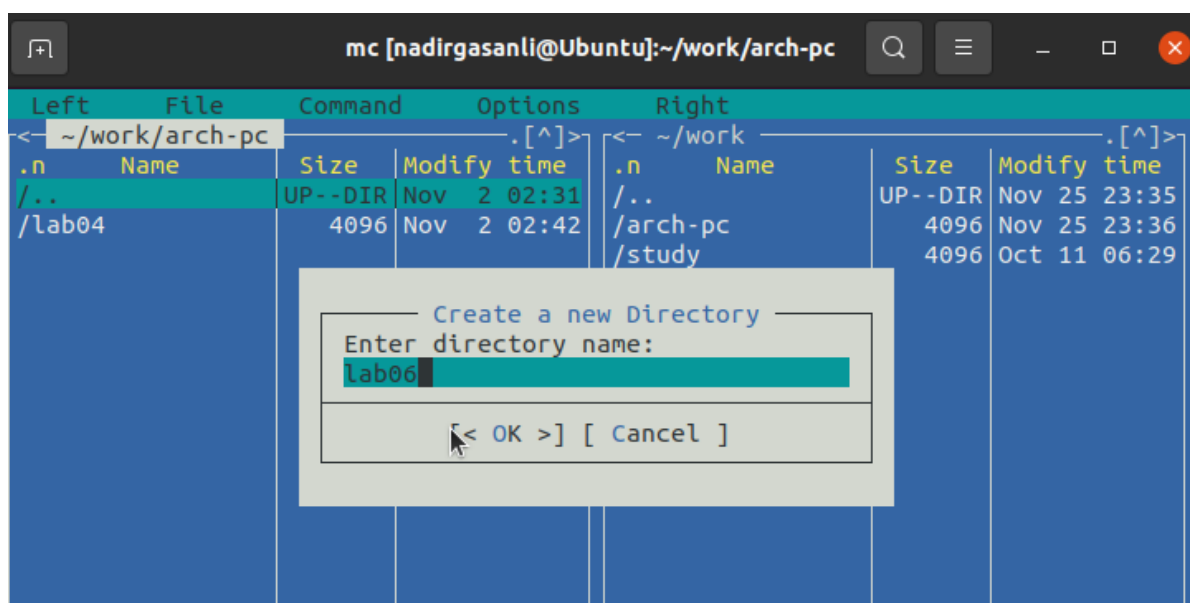 mc [nadirgasanli@Ubuntu]:~/work/arch-pc
Left File Command Options Right
<─ ~/work/arch-pc ─.[^]>┐ <─ ~/work ─.[^]>┐
.n Name Size Modify time .n Name Size Modify time
/.. UP--DIR Nov 2 02:31 /.. UP--DIR Nov 25 23:35
/lab04 4096 Nov 2 02:42 /arch-pc 4096 Nov 25 23:36
/study 4096 Oct 11 06:29
Create a new Directory
Enter directory name:
lab06
[< OK >] [ Cancel ]